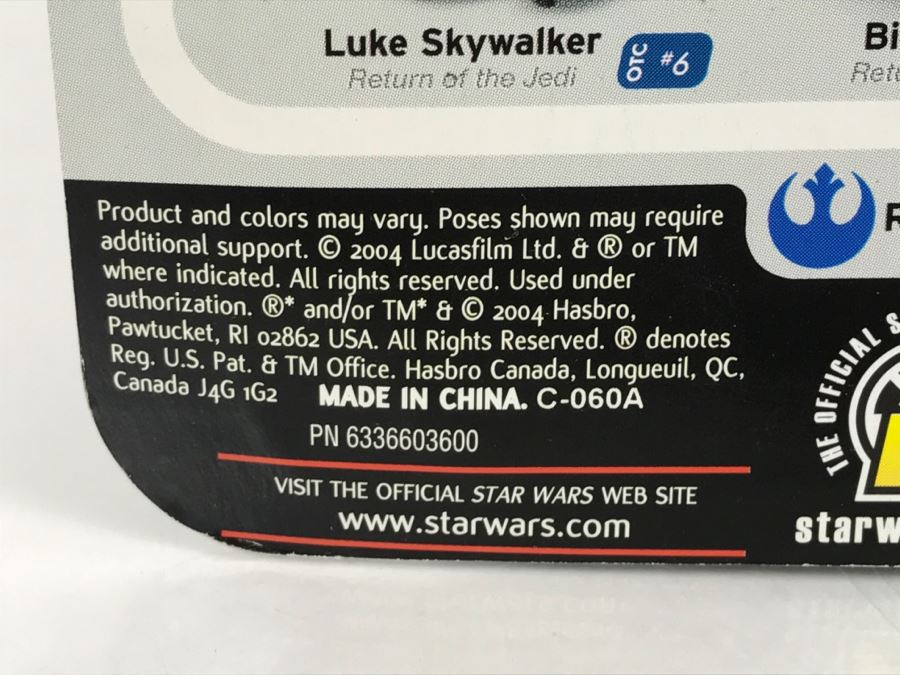 Luke Skywalker
Return of the Jedi
OTC #6
Product and colors may vary. Poses shown may require
additional support. © 2004 Lucasfilm Ltd. & ® or TM
where indicated. All rights reserved. Used under
authorization. ®* and/or TM* & © 2004 Hasbro,
Pawtucket, RI 02862 USA. All Rights Reserved. ® denotes
Reg. U.S. Pat. & TM Office. Hasbro Canada, Longueuil, QC,
Canada J4G 1G2 MADE IN CHINA. C-060A
PN 6336603600
VISIT THE OFFICIAL STAR WARS WEB SITE
www.starwars.com
THE OFFICIAL